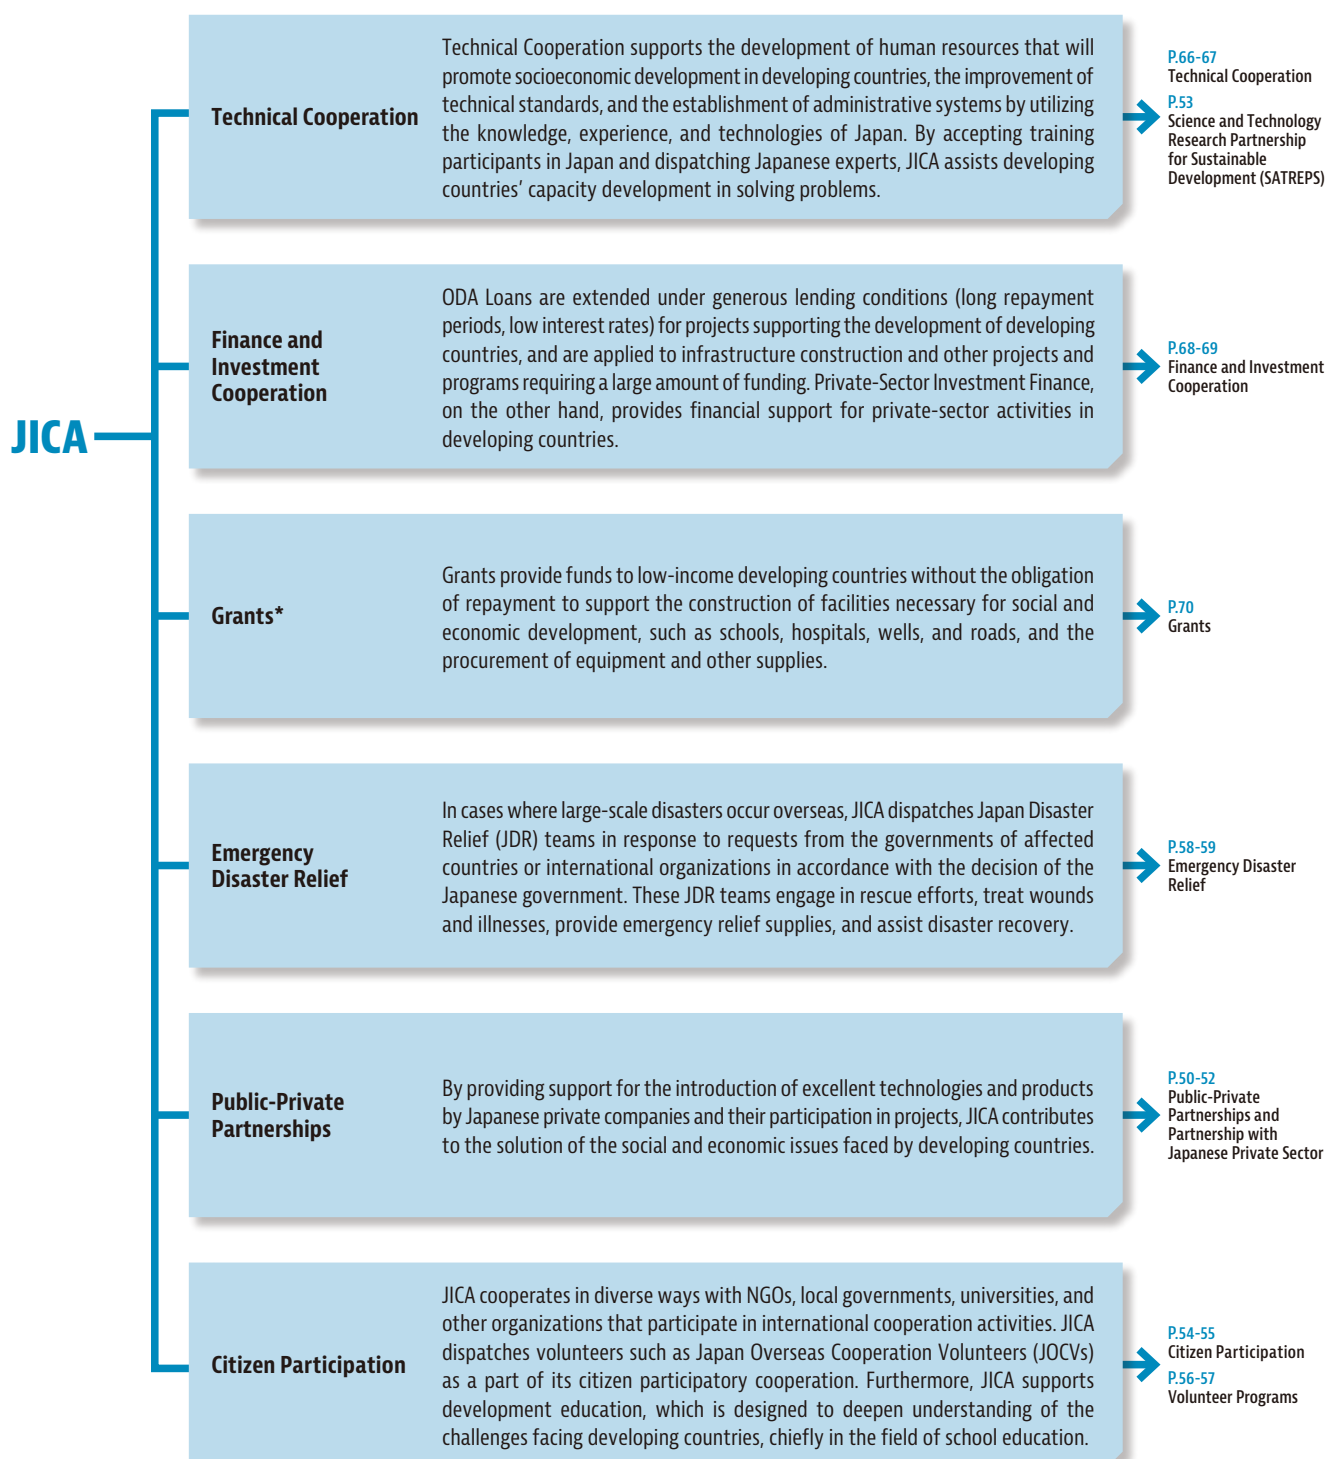 JICA
Technical Cooperation
Technical Cooperation supports the development of human resources that will
promote socioeconomic development in developing countries, the improvement of
technical standards, and the establishment of administrative systems by utilizing
the knowledge, experience, and technologies of Japan. By accepting training
participants in Japan and dispatching Japanese experts, JICA assists developing
countries’ capacity development in solving problems.
P.66-67
Technical Cooperation
P.53
Science and Technology
Research Partnership
for Sustainable
Development (SATREPS)
Finance and
Investment
Cooperation
ODA Loans are extended under generous lending conditions (long repayment
periods, low interest rates) for projects supporting the development of developing
countries, and are applied to infrastructure construction and other projects and
programs requiring a large amount of funding. Private-Sector Investment Finance,
on the other hand, provides financial support for private-sector activities in
developing countries.
P.68-69
Finance and Investment
Cooperation
Grants*
Grants provide funds to low-income developing countries without the obligation
of repayment to support the construction of facilities necessary for social and
economic development, such as schools, hospitals, wells, and roads, and the
procurement of equipment and other supplies.
P.70
Grants
Emergency
Disaster Relief
In cases where large-scale disasters occur overseas, JICA dispatches Japan Disaster
Relief (JDR) teams in response to requests from the governments of affected
countries or international organizations in accordance with the decision of the
Japanese government. These JDR teams engage in rescue efforts, treat wounds
and illnesses, provide emergency relief supplies, and assist disaster recovery.
P.58-59
Emergency Disaster
Relief
Public-Private
Partnerships
By providing support for the introduction of excellent technologies and products
by Japanese private companies and their participation in projects, JICA contributes
to the solution of the social and economic issues faced by developing countries.
P.50-52
Public-Private
Partnerships and
Partnership with
Japanese Private Sector
Citizen Participation
JICA cooperates in diverse ways with NGOs, local governments, universities, and
other organizations that participate in international cooperation activities. JICA
dispatches volunteers such as Japan Overseas Cooperation Volunteers (JOCVs)
as a part of its citizen participatory cooperation. Furthermore, JICA supports
development education, which is designed to deepen understanding of the
challenges facing developing countries, chiefly in the field of school education.
P.54-55
Citizen Participation
P.56-57
Volunteer Programs